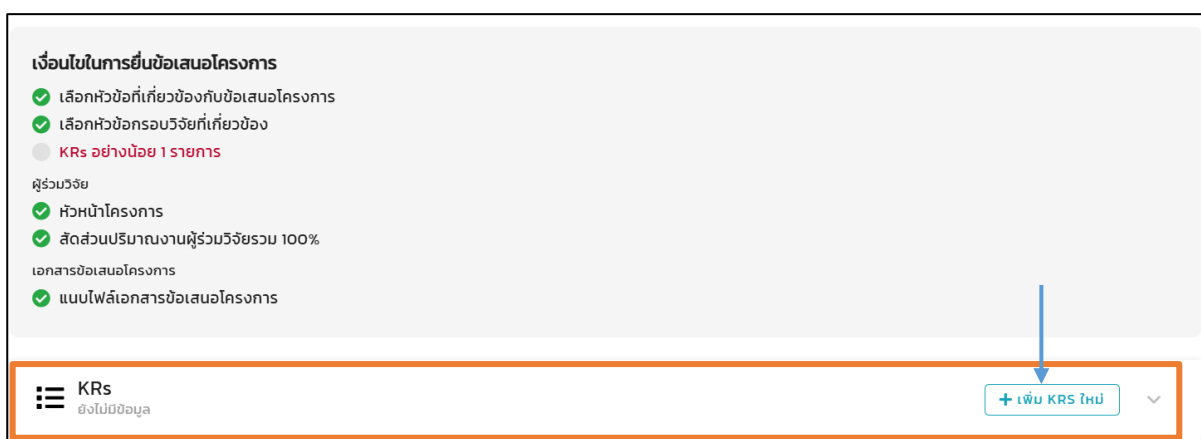 เงื่อนไขในการยื่นข้อเสนอโครงการ
เลือกหัวข้อที่เกี่ยวข้องกับข้อเสนอโครงการ
เลือกหัวข้อกรอบวิจัยที่เกี่ยวข้อง
KRs อย่างน้อย 1 รายการ
ผู้ร่วมวิจัย
หัวหน้าโครงการ
สัดส่วนปริมาณงานผู้ร่วมวิจัยรวม 100%
เอกสารข้อเสนอโครงการ
แนบไฟล์เอกสารข้อเสนอโครงการ
KRs
ยังไม่มีข้อมูล
+ เพิ่ม KRS ใหม่